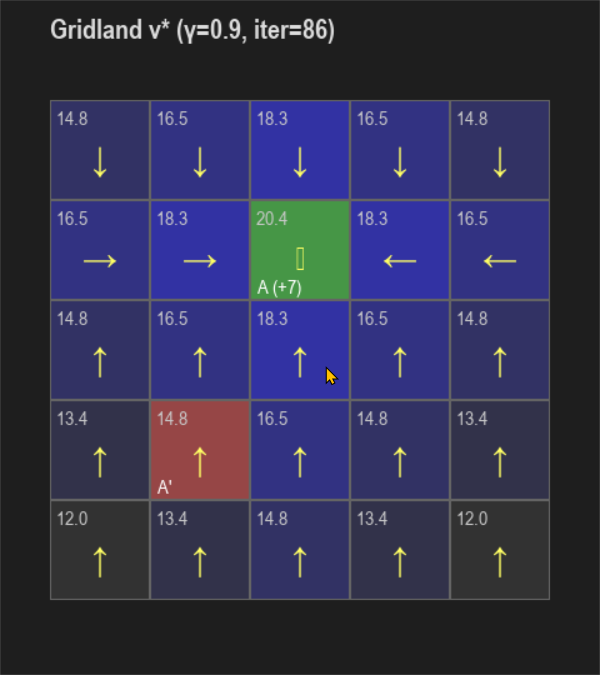 Gridland v* (γ=0.9, iter=86)
14.8 16.5 18.3 16.5 14.8
↓ ↓ ↓ ↓ ↓
16.5 18.3 20.4 18.3 16.5
→ → ▯ ← ←
A (+7)
14.8 16.5 18.3 16.5 14.8
↑ ↑ ↑ ↑ ↑
13.4 14.8 16.5 14.8 13.4
↑ ↑ ↑ ↑ ↑
A'
12.0 13.4 14.8 13.4 12.0
↑ ↑ ↑ ↑ ↑